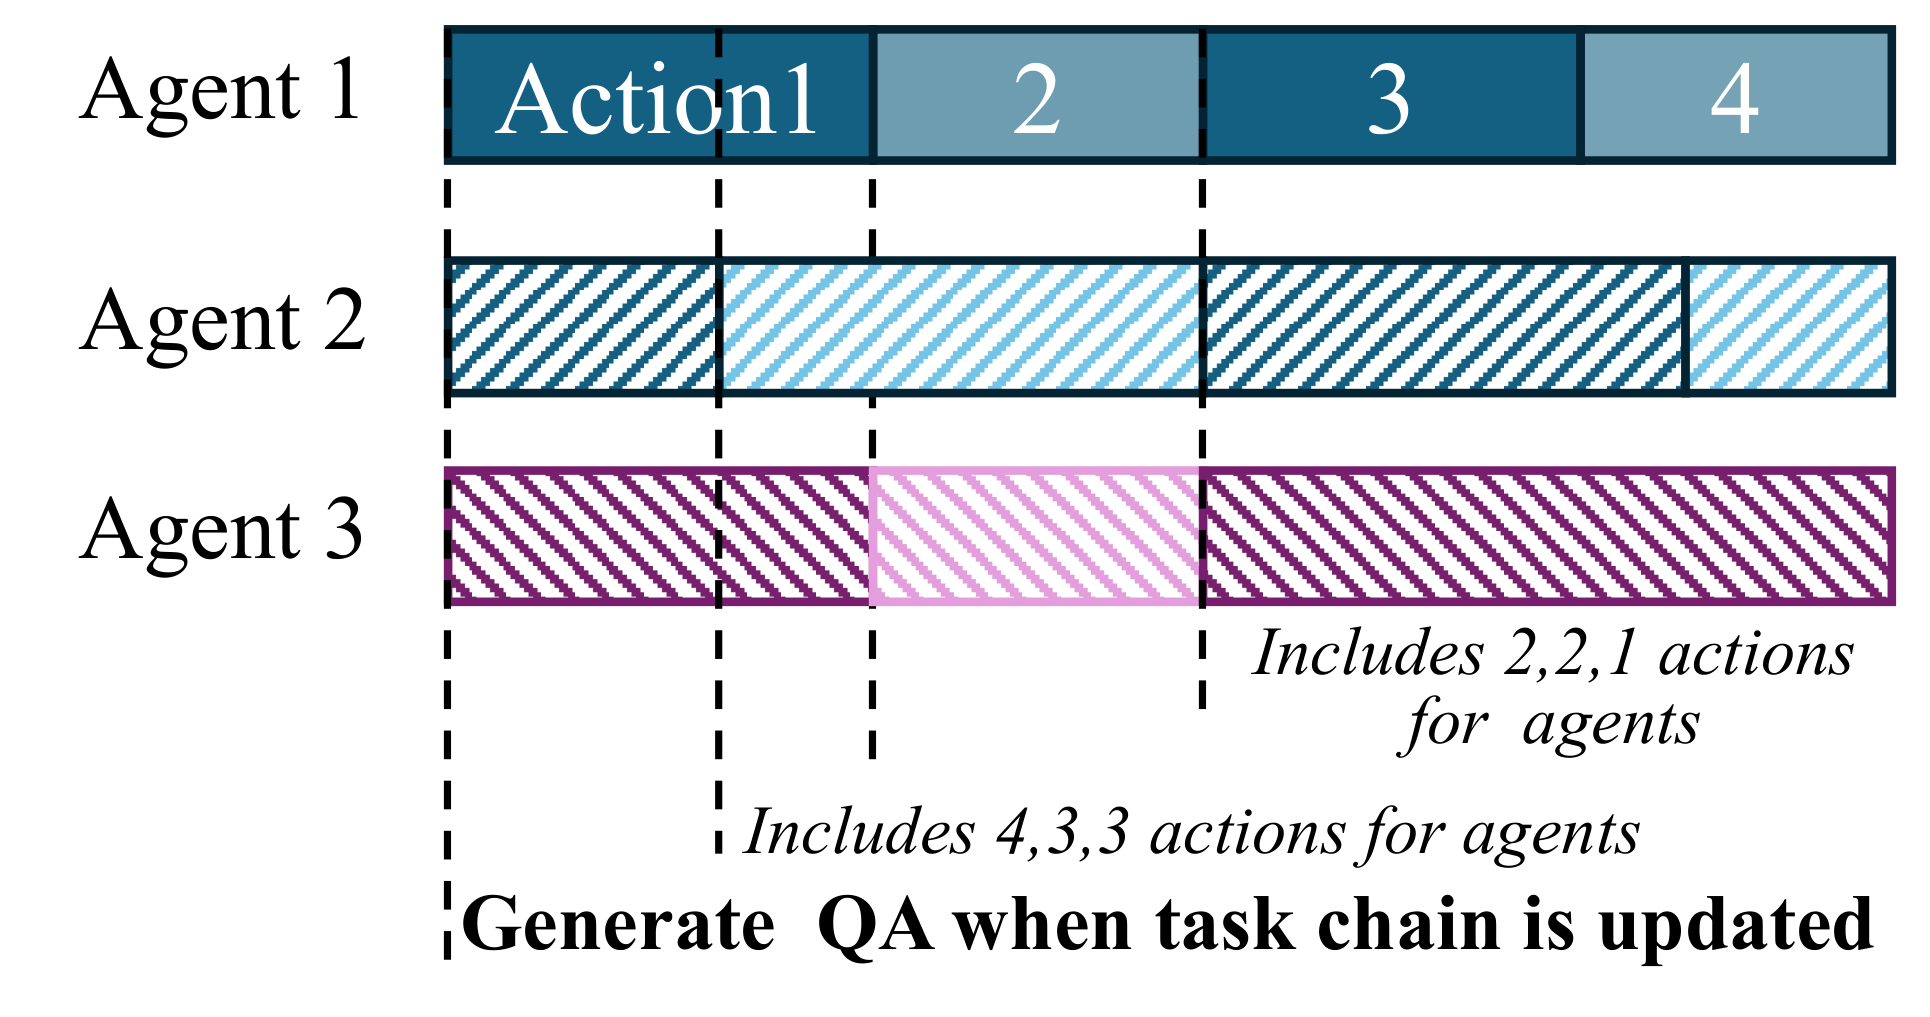 Agent 1
Action1 2 3 4
Agent 2
Agent 3
Includes 2,2,1 actions
for agents
Includes 4,3,3 actions for agents
Generate QA when task chain is updated